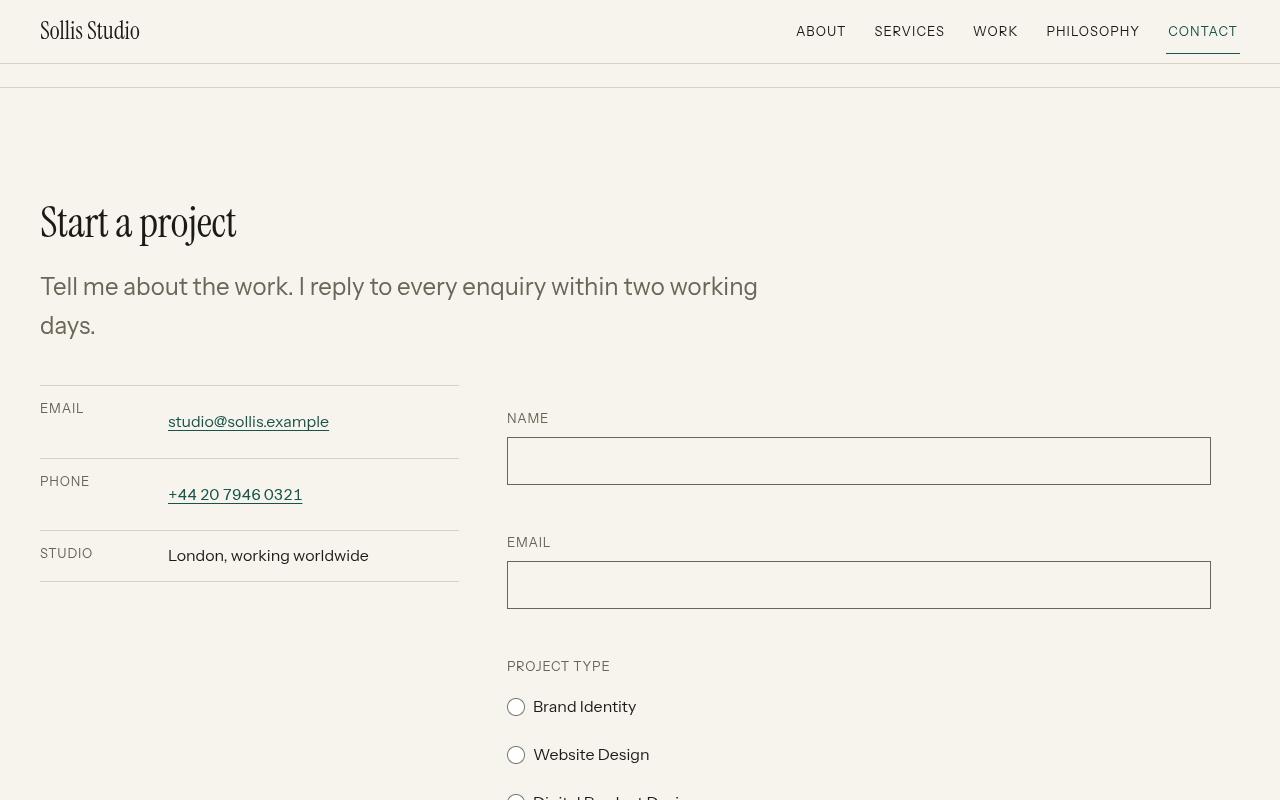 Sollis Studio
ABOUT SERVICES WORK PHILOSOPHY CONTACT
Start a project
Tell me about the work. I reply to every enquiry within two working
days.
EMAIL
studio@sollis.example
PHONE
+44 20 7946 0321
STUDIO
London, working worldwide
NAME
EMAIL
PROJECT TYPE
Brand Identity
Website Design